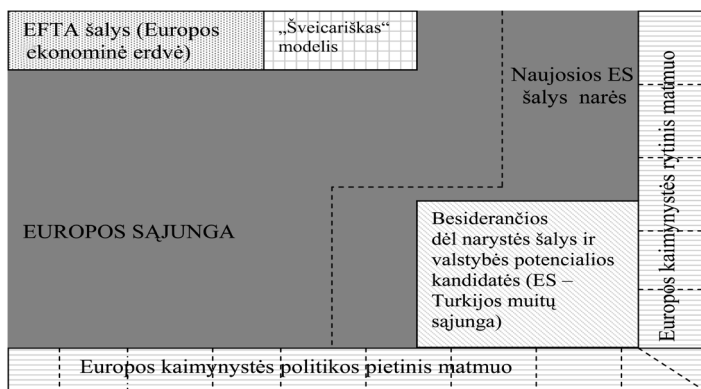 EFTA šalys (Europos
ekonominė erdvė)
„Šveicariškas“
modelis
Naujosios ES
šalys narės
EUROPOS SĄJUNGA
Besiderančios
dėl narystės šalys ir
valstybės potencialios
kandidatės (ES –
Turkijos muitų
sąjunga)
Europos kaimynystės rytinis matmuo
Europos kaimynystės politikos pietinis matmuo